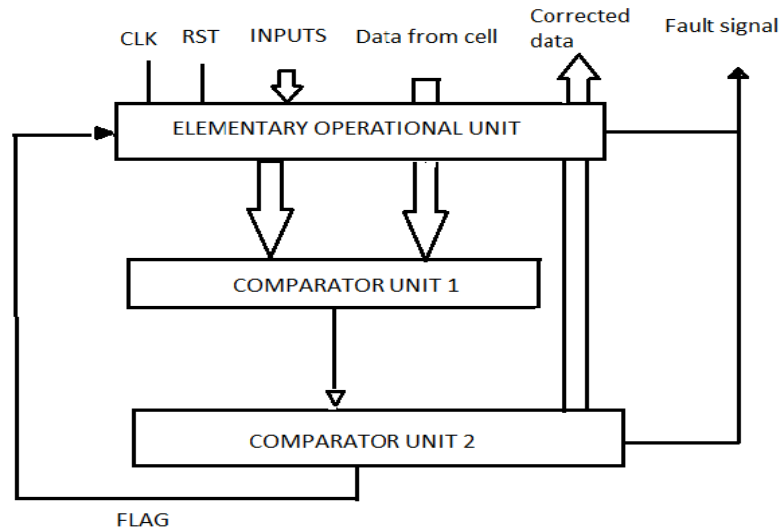 CLK
RST
INPUTS
Data from cell
Corrected
data
Fault signal
ELEMENTARY OPERATIONAL UNIT
COMPARATOR UNIT 1
COMPARATOR UNIT 2
FLAG